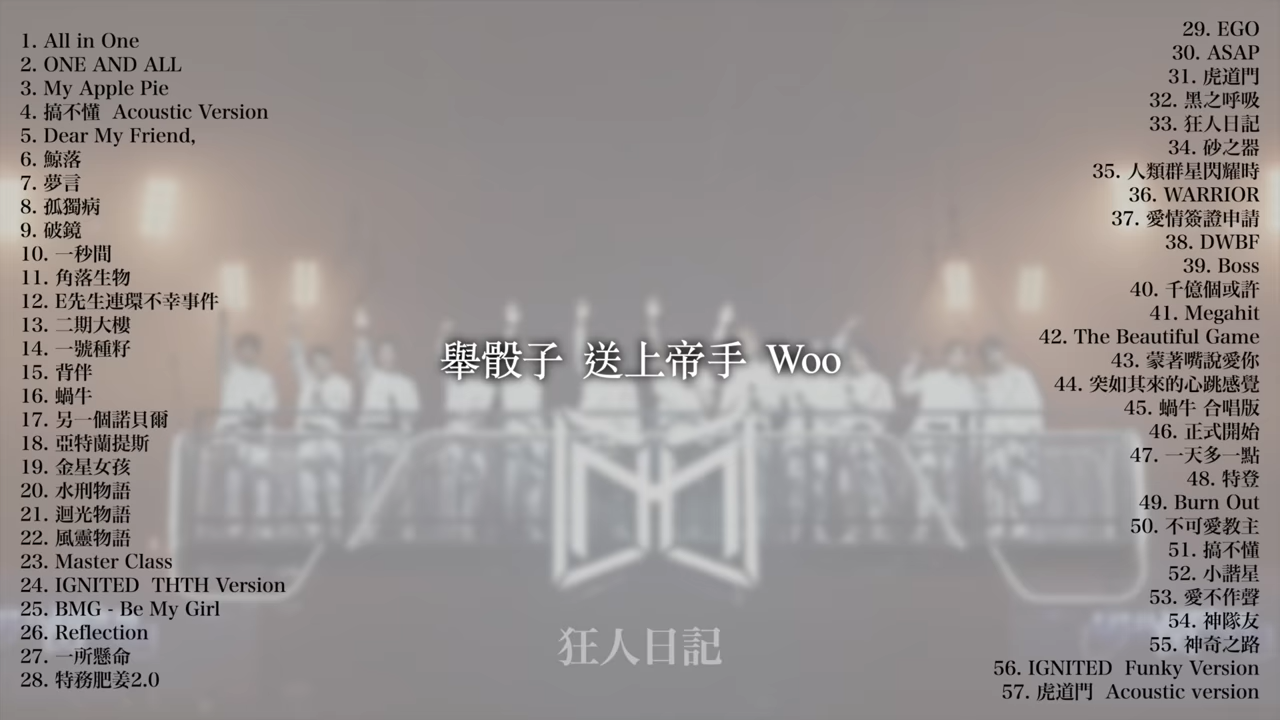 1. All in One
2. ONE AND ALL
3. My Apple Pie
4. 搞不懂 Acoustic Version
5. Dear My Friend,
6. 鯨落
7. 夢言
8. 孤獨病
9. 破鏡
10. 一秒間
11. 角落生物
12. E先生連環不幸事件
13. 二期大樓
14. 一號種籽
15. 背伴
16. 蝸牛
17. 另一個諾貝爾
18. 亞特蘭提斯
19. 金星女孩
20. 水刑物語
21. 迴光物語
22. 風靈物語
23. Master Class
24. IGNITED THTH Version
25. BMG - Be My Girl
26. Reflection
27. 一所懸命
28. 特務肥姜2.0
舉骰子 送上帝手 Woo
狂人日記
29. EGO
30. ASAP
31. 虎道門
32. 黑之呼吸
33. 狂人日記
34. 砂之器
35. 人類群星閃耀時
36. WARRIOR
37. 愛情簽證申請
38. DWBF
39. Boss
40. 千億個或許
41. Megahit
42. The Beautiful Game
43. 蒙著嘴說愛你
44. 突如其來的心跳感覺
45. 蝸牛 合唱版
46. 正式開始
47. 一天多一點
48. 特登
49. Burn Out
50. 不可愛教主
51. 搞不懂
52. 小諧星
53. 愛不作聲
54. 神隊友
55. 神奇之路
56. IGNITED Funky Version
57. 虎道門 Acoustic version